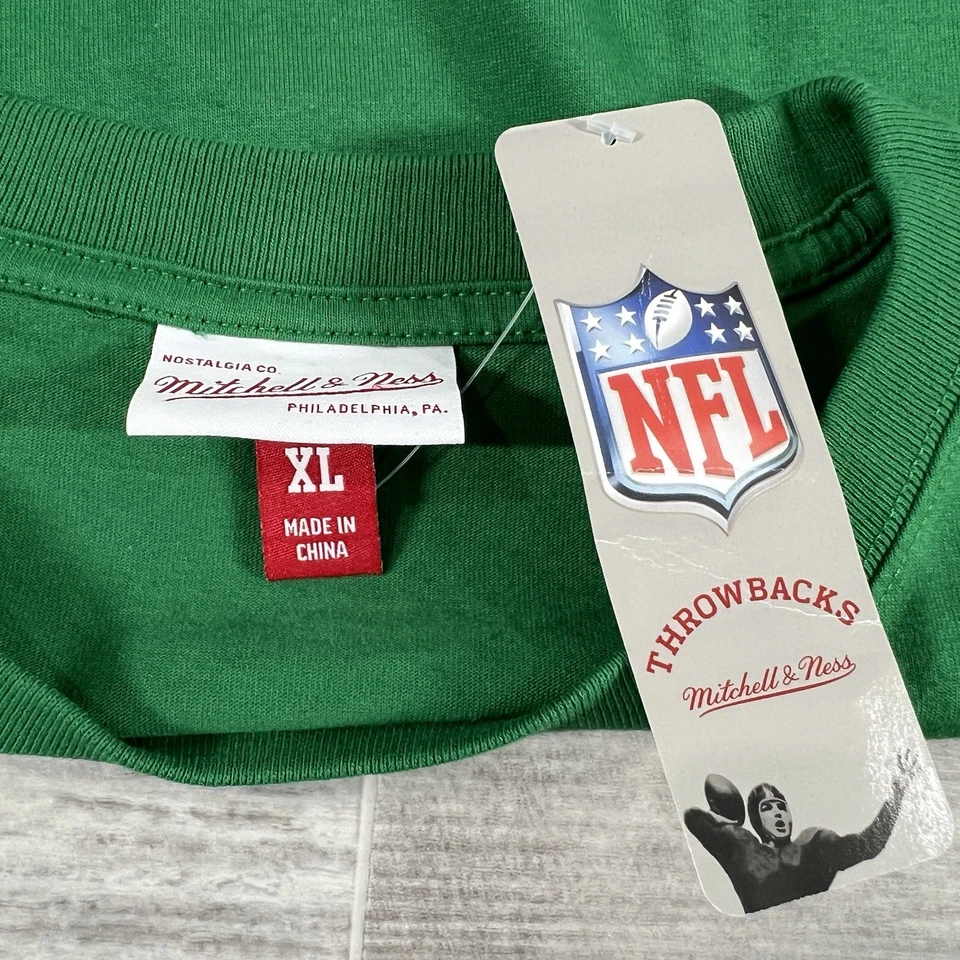 NOSTALGIA CO.
Mitchell & Ness
PHILADELPHIA, PA.
XL
MADE IN
CHINA
NFL
THROWBACKS
Mitchell & Ness